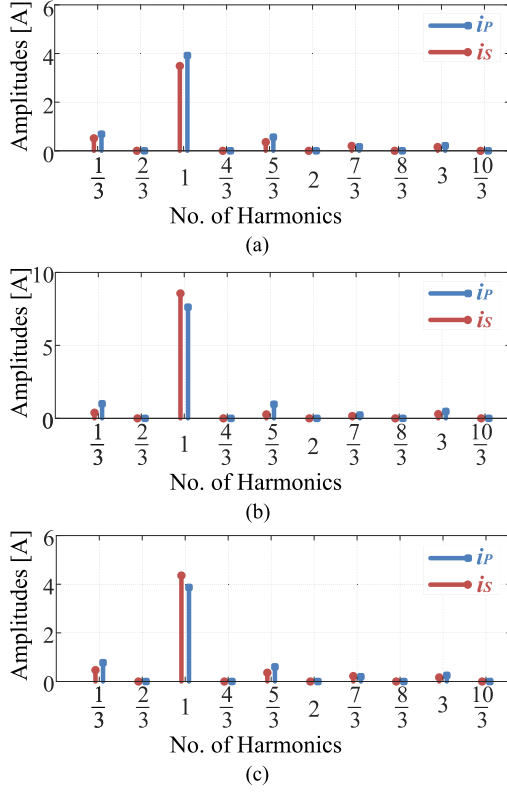 6
iP
iS
4
2
0
Amplitudes [A]
1/3 2/3 1 4/3 5/3 2 7/3 8/3 3 10/3
No. of Harmonics
(a)
10
iP
iS
5
0
Amplitudes [A]
1/3 2/3 1 4/3 5/3 2 7/3 8/3 3 10/3
No. of Harmonics
(b)
6
iP
iS
4
2
0
Amplitudes [A]
1/3 2/3 1 4/3 5/3 2 7/3 8/3 3 10/3
No. of Harmonics
(c)